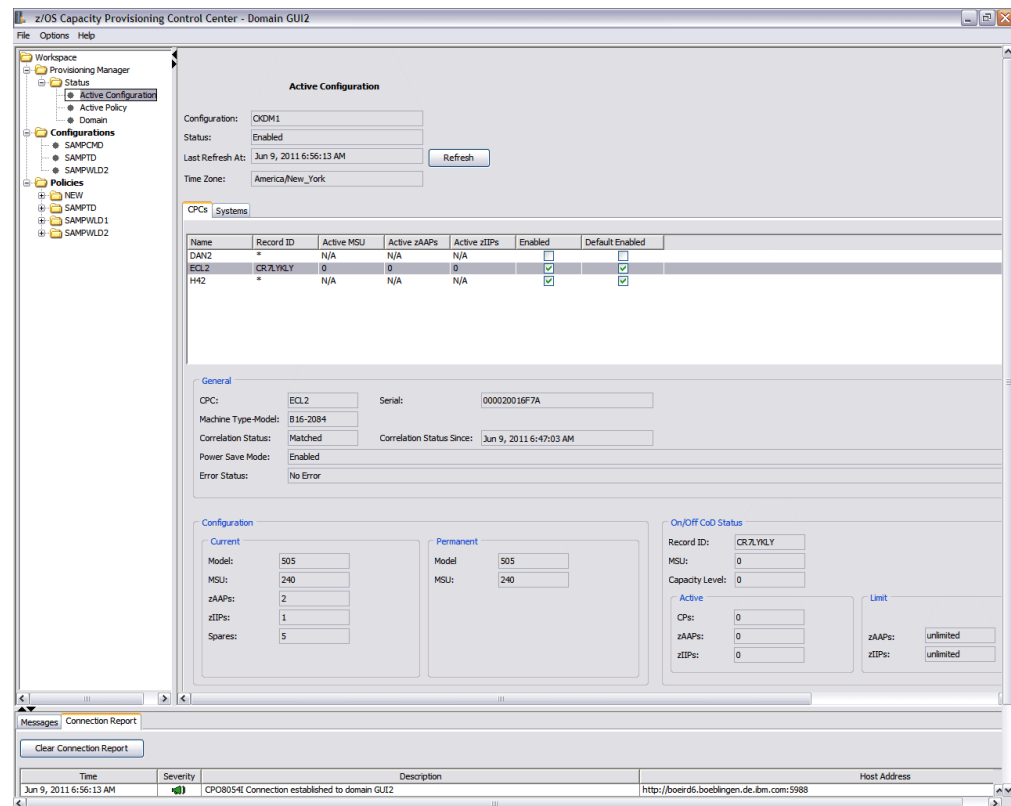 z/OS Capacity Provisioning Control Center - Domain GUI2
File Options Help
Workspace
Provisioning Manager
Status
Active Configuration
Active Policy
Domain
Configurations
SAMPCMD
SAMPTD
SAMPWLD2
Policies
NEW
SAMPTD
SAMPWLD1
SAMPWLD2
Active Configuration
Configuration: CKDM1
Status: Enabled
Last Refresh At: Jun 9, 2011 6:56:13 AM Refresh
Time Zone: America/New_York
CPCs Systems
Name Record ID Active MSU Active zAAPs Active zIIPs Enabled Default Enabled
DAN2 * N/A N/A N/A
ECL2 CR7LYKLY 0 0 0
H42 * N/A N/A N/A
General
CPC: ECL2 Serial: 000020016F7A
Machine Type-Model: B16-2084
Correlation Status: Matched Correlation Status Since: Jun 9, 2011 6:47:03 AM
Power Save Mode: Enabled
Error Status: No Error
Configuration
Current
Model: 505
MSU: 240
zAAPs: 2
zIIPs: 1
Spares: 5
Permanent
Model 505
MSU: 240
On/Off CoD Status
Record ID: CR7LYKLY
MSU: 0
Capacity Level: 0
Active
CPs: 0
zAAPs: 0
zIIPs: 0
Limit
zAAPs: unlimited
zIIPs: unlimited
Messages Connection Report
Clear Connection Report
Time Severity Description Host Address
Jun 9, 2011 6:56:13 AM CPO8054I Connection established to domain GUI2 http://boeird6.boeblingen.de.ibm.com:5988